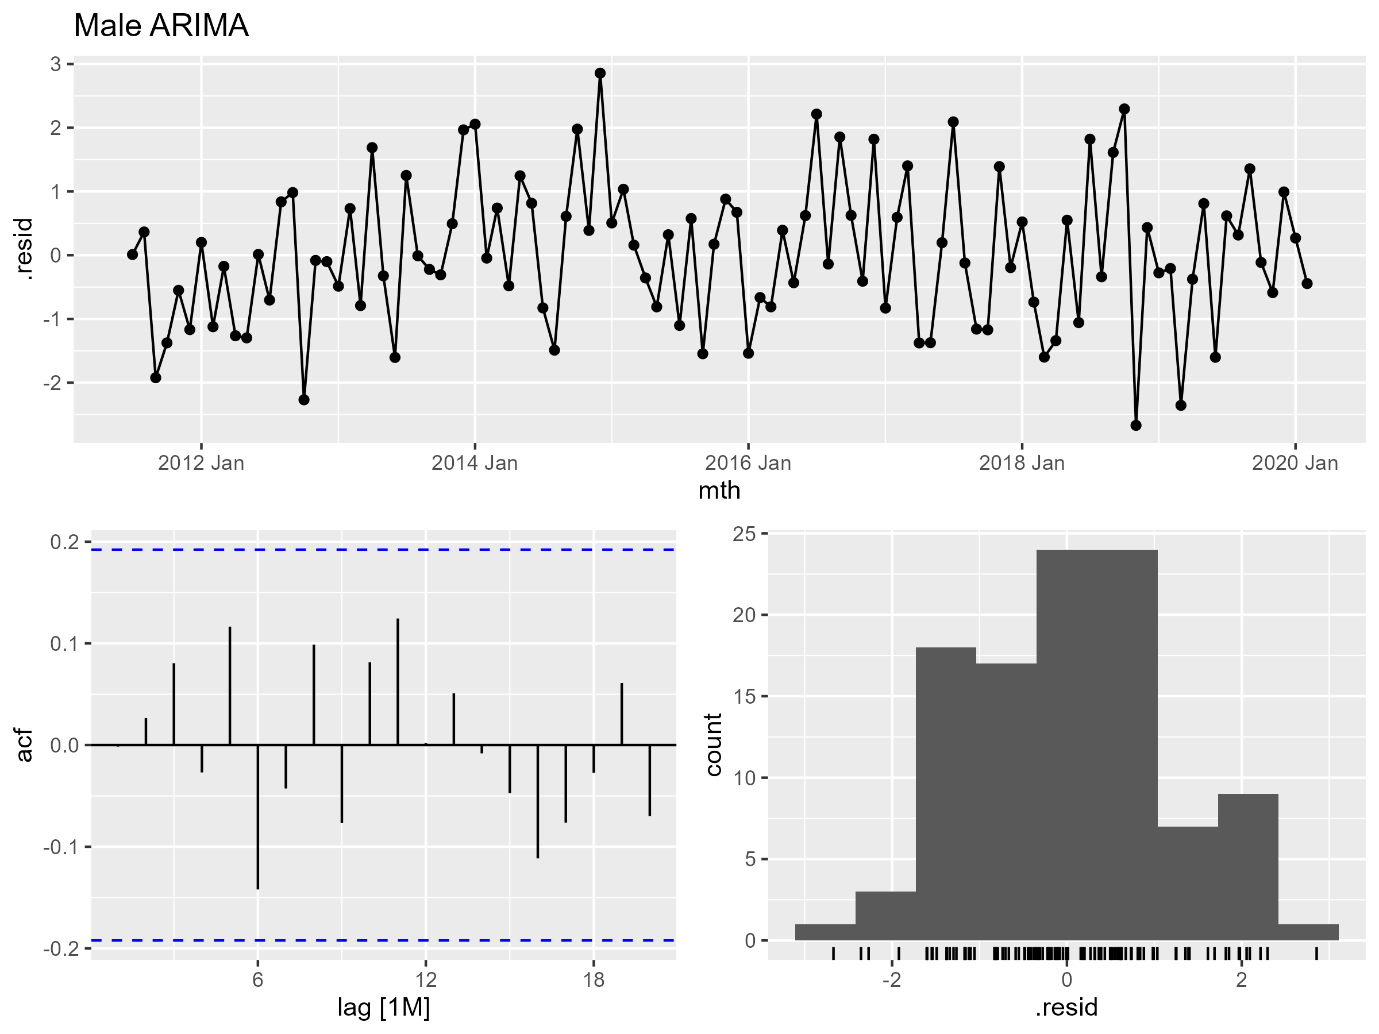 Male ARIMA
3
2
1
0
-1
-2
.resid
2012 Jan 2014 Jan 2016 Jan 2018 Jan 2020 Jan
mth
0.2
0.1
0.0
-0.1
-0.2
acf
6 12 18
lag [1M]
25
20
15
10
5
0
count
-2 0 2
.resid